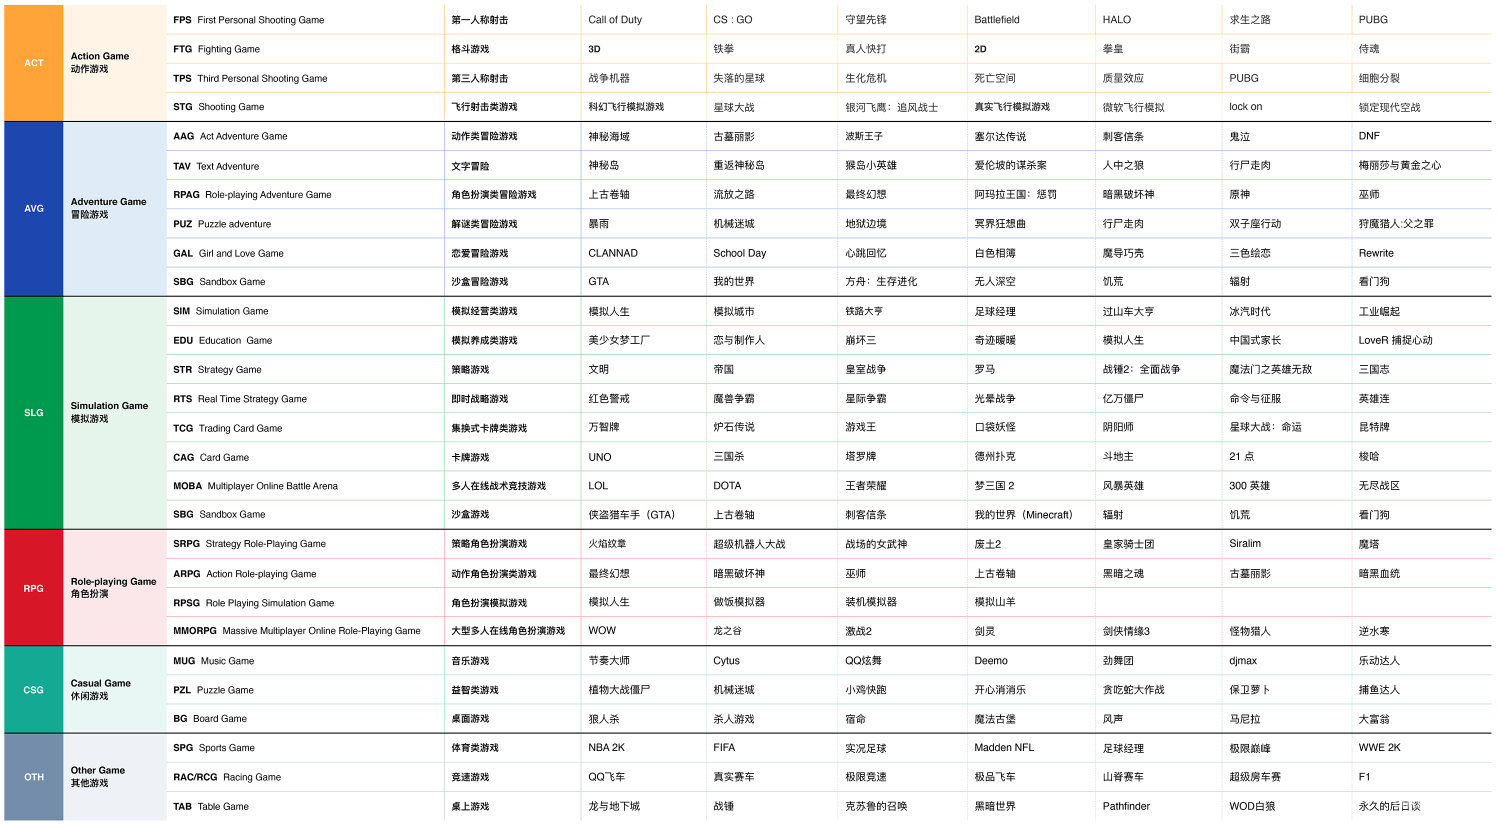 ACT
Action Game
动作游戏
FPS First Personal Shooting Game 第一人称射击 Call of Duty CS : GO 守望先锋 Battlefield HALO 求生之路 PUBG
FTG Fighting Game 格斗游戏 3D 铁拳 真人快打 2D 拳皇 街霸 侍魂
TPS Third Personal Shooting Game 第三人称射击 战争机器 失落的星球 生化危机 死亡空间 质量效应 PUBG 细胞分裂
STG Shooting Game 飞行射击类游戏 科幻飞行模拟游戏 星球大战 银河飞鹰：追风战士 真实飞行模拟游戏 微软飞行模拟 lock on 锁定现代空战
AVG
Adventure Game
冒险游戏
AAG Act Adventure Game 动作类冒险游戏 神秘海域 古墓丽影 波斯王子 塞尔达传说 刺客信条 鬼泣 DNF
TAV Text Adventure 文字冒险 神秘岛 重返神秘岛 猴岛小英雄 爱伦坡的谋杀案 人中之狼 行尸走肉 梅丽莎与黄金之心
RPAG Role-playing Adventure Game 角色扮演类冒险游戏 上古卷轴 流放之路 最终幻想 阿玛拉王国：惩罚 暗黑破坏神 原神 巫师
PUZ Puzzle adventure 解谜类冒险游戏 暴雨 机械迷城 地狱边境 冥界狂想曲 行尸走肉 双子座行动 狩魔猎人:父之罪
GAL Girl and Love Game 恋爱冒险游戏 CLANNAD School Day 心跳回忆 白色相簿 魔导巧壳 三色绘恋 Rewrite
SBG Sandbox Game 沙盒冒险游戏 GTA 我的世界 方舟：生存进化 无人深空 饥荒 辐射 看门狗
SLG
Simulation Game
模拟游戏
SIM Simulation Game 模拟经营类游戏 模拟人生 模拟城市 铁路大亨 足球经理 过山车大亨 冰汽时代 工业崛起
EDU Education Game 模拟养成类游戏 美少女梦工厂 恋与制作人 崩坏三 奇迹暖暖 模拟人生 中国式家长 LoveR 捕捉心动
STR Strategy Game 策略游戏 文明 帝国 皇室战争 罗马 战锤2：全面战争 魔法门之英雄无敌 三国志
RTS Real Time Strategy Game 即时战略游戏 红色警戒 魔兽争霸 星际争霸 光晕战争 亿万僵尸 命令与征服 英雄连
TCG Trading Card Game 集换式卡牌类游戏 万智牌 炉石传说 游戏王 口袋妖怪 阴阳师 星球大战：命运 昆特牌
CAG Card Game 卡牌游戏 UNO 三国杀 塔罗牌 德州扑克 斗地主 21 点 梭哈
MOBA Multiplayer Online Battle Arena 多人在线战术竞技游戏 LOL DOTA 王者荣耀 梦三国 2 风暴英雄 300 英雄 无尽战区
SBG Sandbox Game 沙盒游戏 侠盗猎车手（GTA） 上古卷轴 刺客信条 我的世界（Minecraft） 辐射 饥荒 看门狗
RPG
Role-playing Game
角色扮演
SRPG Strategy Role-Playing Game 策略角色扮演游戏 火焰纹章 超级机器人大战 战场的女武神 废土2 皇家骑士团 Siralim 魔塔
ARPG Action Role-playing Game 动作角色扮演类游戏 最终幻想 暗黑破坏神 巫师 上古卷轴 黑暗之魂 古墓丽影 暗黑血统
RPSG Role Playing Simulation Game 角色扮演模拟游戏 模拟人生 做饭模拟器 装机模拟器 模拟山羊
MMORPG Massive Multiplayer Online Role-Playing Game 大型多人在线角色扮演游戏 WOW 龙之谷 激战2 剑灵 剑侠情缘3 怪物猎人 逆水寒
CSG
Casual Game
休闲游戏
MUG Music Game 音乐游戏 节奏大师 Cytus QQ炫舞 Deemo 劲舞团 djmax 乐动达人
PZL Puzzle Game 益智类游戏 植物大战僵尸 机械迷城 小鸡快跑 开心消消乐 贪吃蛇大作战 保卫萝卜 捕鱼达人
BG Board Game 桌面游戏 狼人杀 杀人游戏 宿命 魔法古堡 风声 马尼拉 大富翁
OTH
Other Game
其他游戏
SPG Sports Game 体育类游戏 NBA 2K FIFA 实况足球 Madden NFL 足球经理 极限巅峰 WWE 2K
RAC/RCG Racing Game 竞速游戏 QQ飞车 真实赛车 极限竞速 极品飞车 山脊赛车 超级房车赛 F1
TAB Table Game 桌上游戏 龙与地下城 战锤 克苏鲁的召唤 黑暗世界 Pathfinder WOD白狼 永久的后日谈